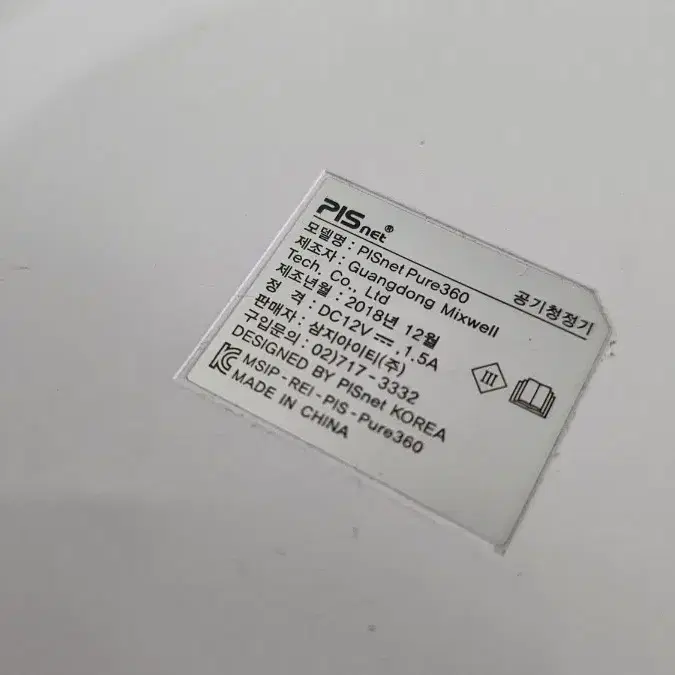 PISnet®
공기청정기
모델명 : PISnet Pure360
제조자 : Guangdong Mixwell
Tech. Co., Ltd
제조년월 : 2018년 12월
정 격 : DC12V ⎓ , 1.5A
판매자 : 삼지아이티(주)
구입문의 : 02)717-3332
DESIGNED BY PISnet KOREA
MSIP-REI-PIS-Pure360
MADE IN CHINA
III